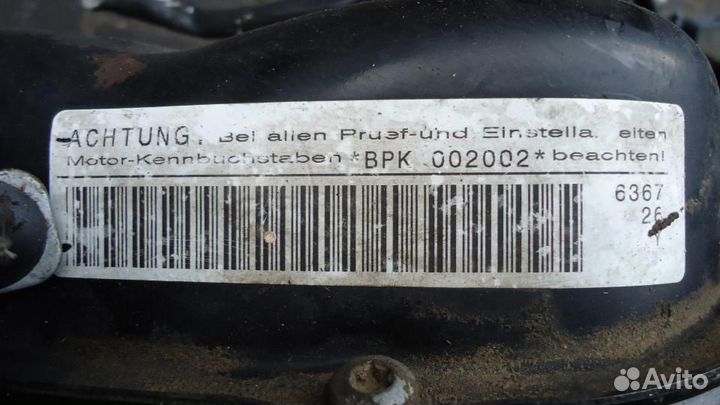 ACHTUNG. Bei allen Pruef-und Einstella. eiten
Motor-Kennbuchstaben *BPK 002002* beachten!
6367
26
Avito